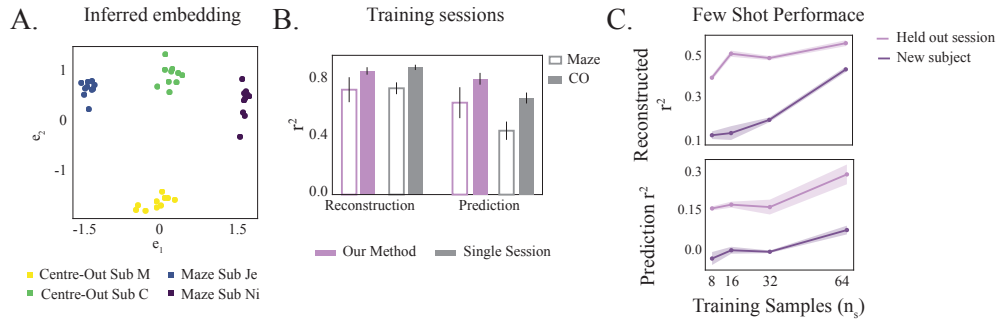 A.
Inferred embedding
e₂
1
0
-1
-1.5
0
1.5
e₁
Centre-Out Sub M
Maze Sub Je
Centre-Out Sub C
Maze Sub Ni
B.
Training sessions
r²
0.8
0.4
0.0
Maze
CO
Reconstruction
Prediction
Our Method
Single Session
C.
Few Shot Performace
Held out session
New subject
Reconstructed
r²
0.5
0.3
0.1
Prediction r²
0.3
0.15
0.0
8
16
32
64
Training Samples (nₛ)